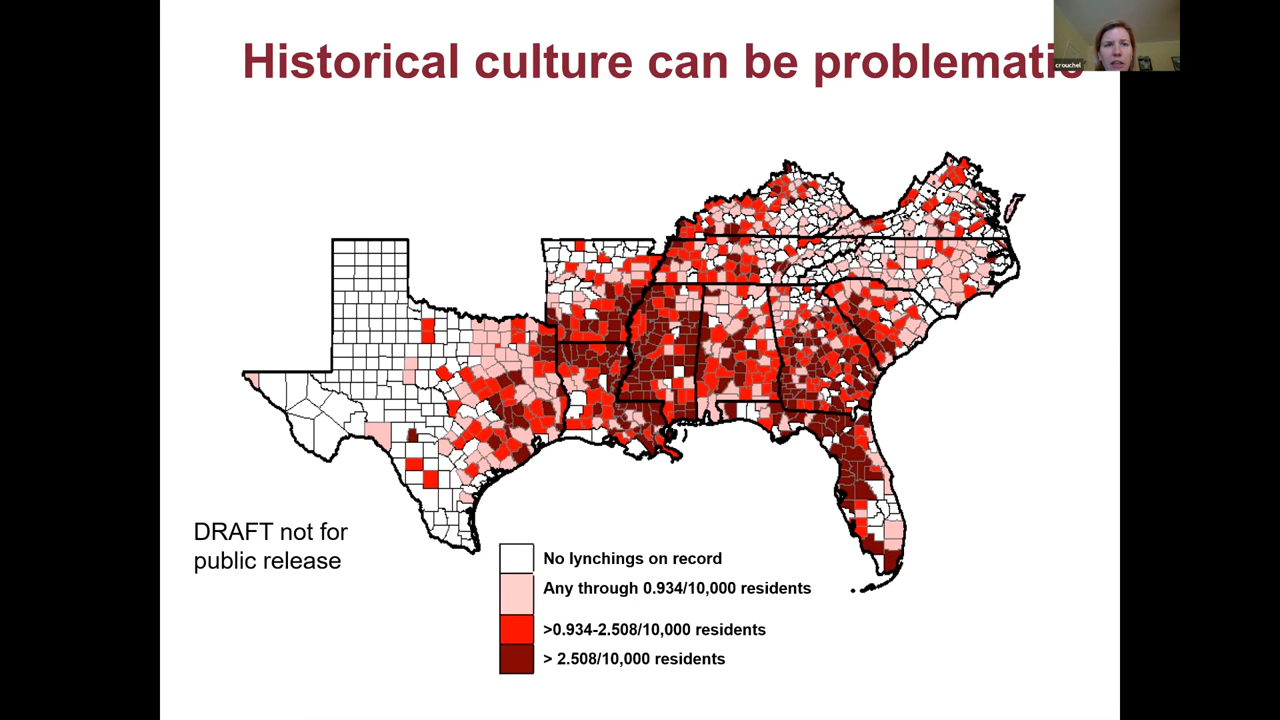 Historical culture can be problematic
crouchel
DRAFT not for
public release
No lynchings on record
Any through 0.934/10,000 residents
>0.934-2.508/10,000 residents
> 2.508/10,000 residents